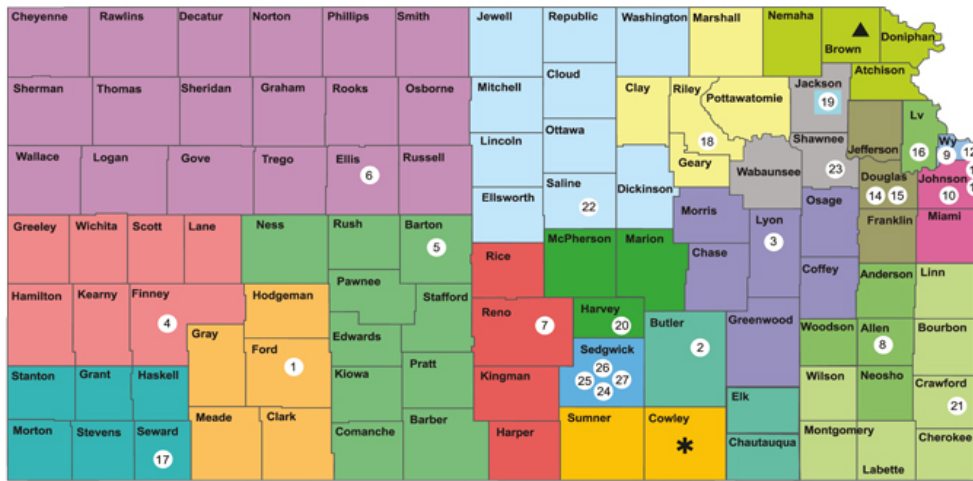 Cheyenne Rawlins Decatur Norton Phillips Smith Jewell Republic Washington Marshall Nemaha Brown Doniphan
Atchison
Cloud
Sherman Thomas Sheridan Graham Rooks Osborne Mitchell Clay Riley Pottawatomie Jackson
19
Lv
Ottawa
Lincoln
18 Shawnee Jefferson 16 Wy 9 12
Wallace Logan Gove Trego Ellis Russell Geary Wabaunsee 23 Douglas Johnson
6
Saline Dickinson 14 15 10
Ellsworth 22 Morris Lyon Osage
Greeley Wichita Scott Lane Ness Rush Barton McPherson Marion Chase 3 Franklin Miami
5
Rice Coffey Anderson Linn
Hamilton Kearny Finney Hodgeman Pawnee Stafford
4 Reno 7 Harvey 20 Butler Greenwood Woodson Allen Bourbon
Gray Ford Edwards 2 8
1 Sedgwick
26
Stanton Grant Haskell Kiowa Pratt Kingman 25 27 Wilson Neosho Crawford
24 Elk 21
Morton Stevens Seward Meade Clark Comanche Barber Harper Sumner Cowley Chautauqua Montgomery Labette Cherokee
17 *